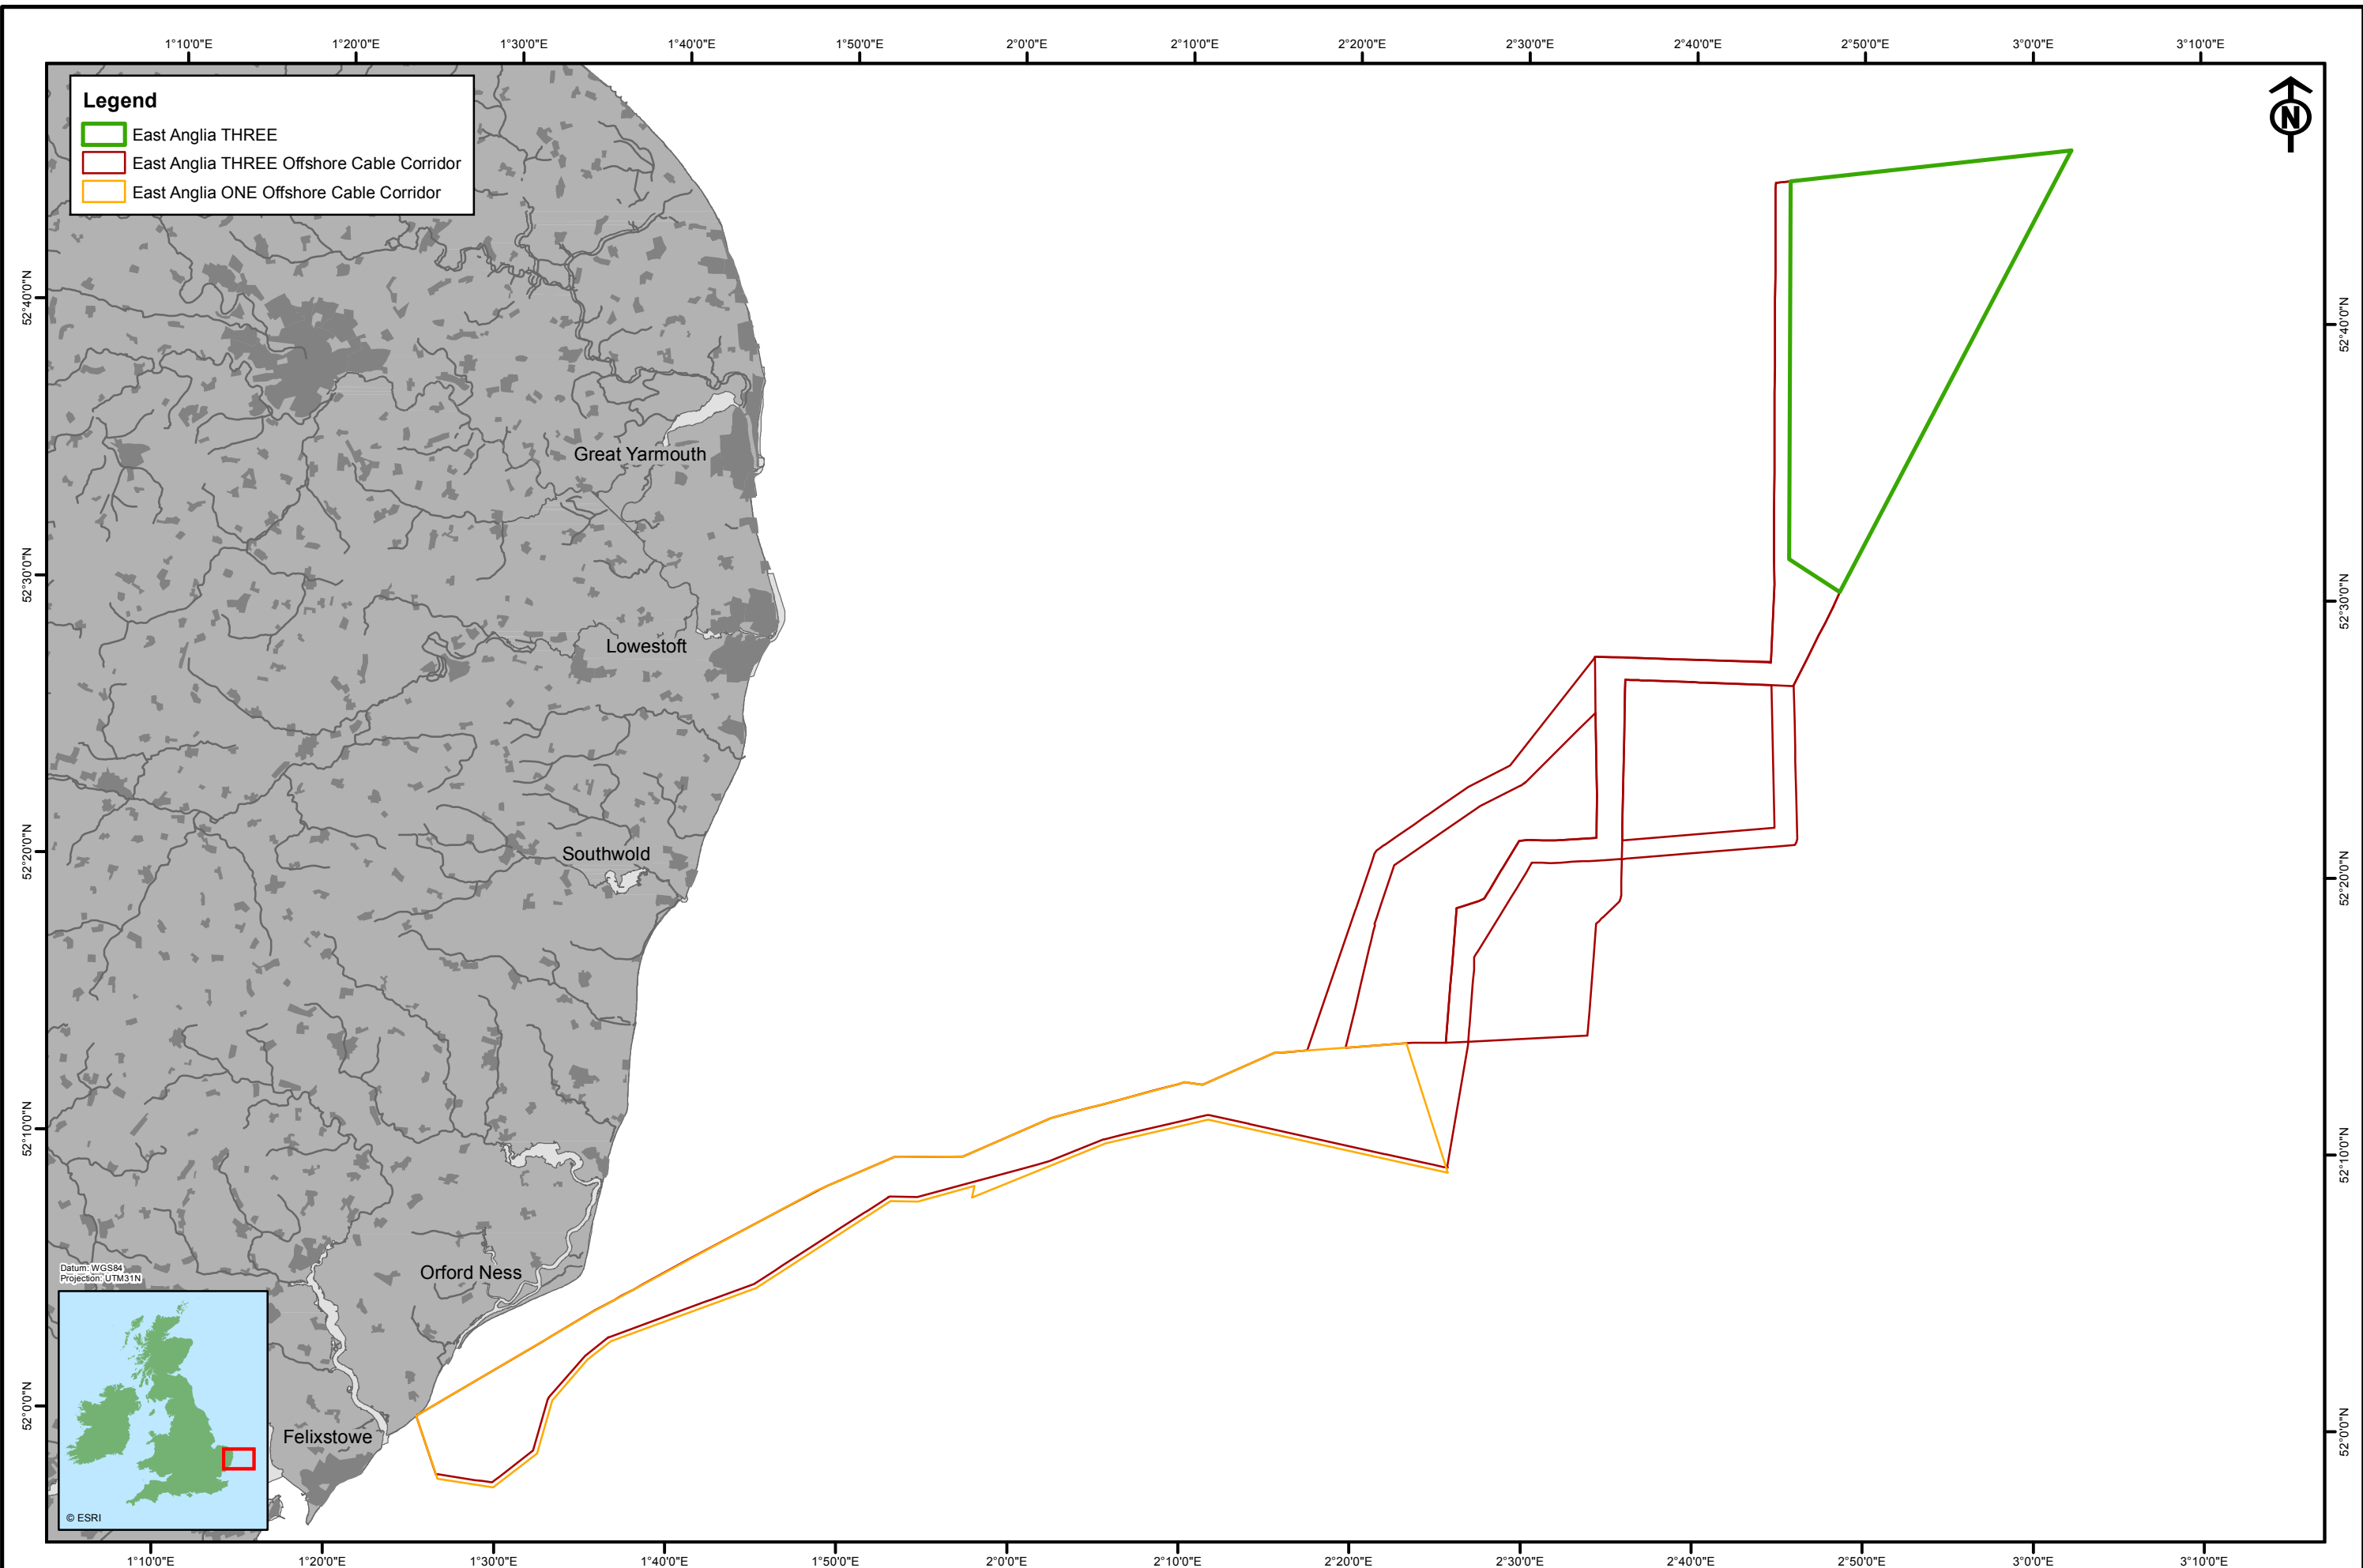 1°10'0"E 1°20'0"E 1°30'0"E 1°40'0"E 1°50'0"E 2°0'0"E 2°10'0"E 2°20'0"E 2°30'0"E 2°40'0"E 2°50'0"E 3°0'0"E 3°10'0"E
Legend
East Anglia THREE
East Anglia THREE Offshore Cable Corridor
East Anglia ONE Offshore Cable Corridor
N
52°40'0"N
52°40'0"N
Great Yarmouth
52°30'0"N
52°30'0"N
Lowestoft
52°20'0"N
Southwold
52°20'0"N
52°10'0"N
52°10'0"N
Datum: WGS84
Projection: UTM31N
Orford Ness
52°0'0"N
52°0'0"N
Felixstowe
© ESRI
1°10'0"E 1°20'0"E 1°30'0"E 1°40'0"E 1°50'0"E 2°0'0"E 2°10'0"E 2°20'0"E 2°30'0"E 2°40'0"E 2°50'0"E 3°0'0"E 3°10'0"E